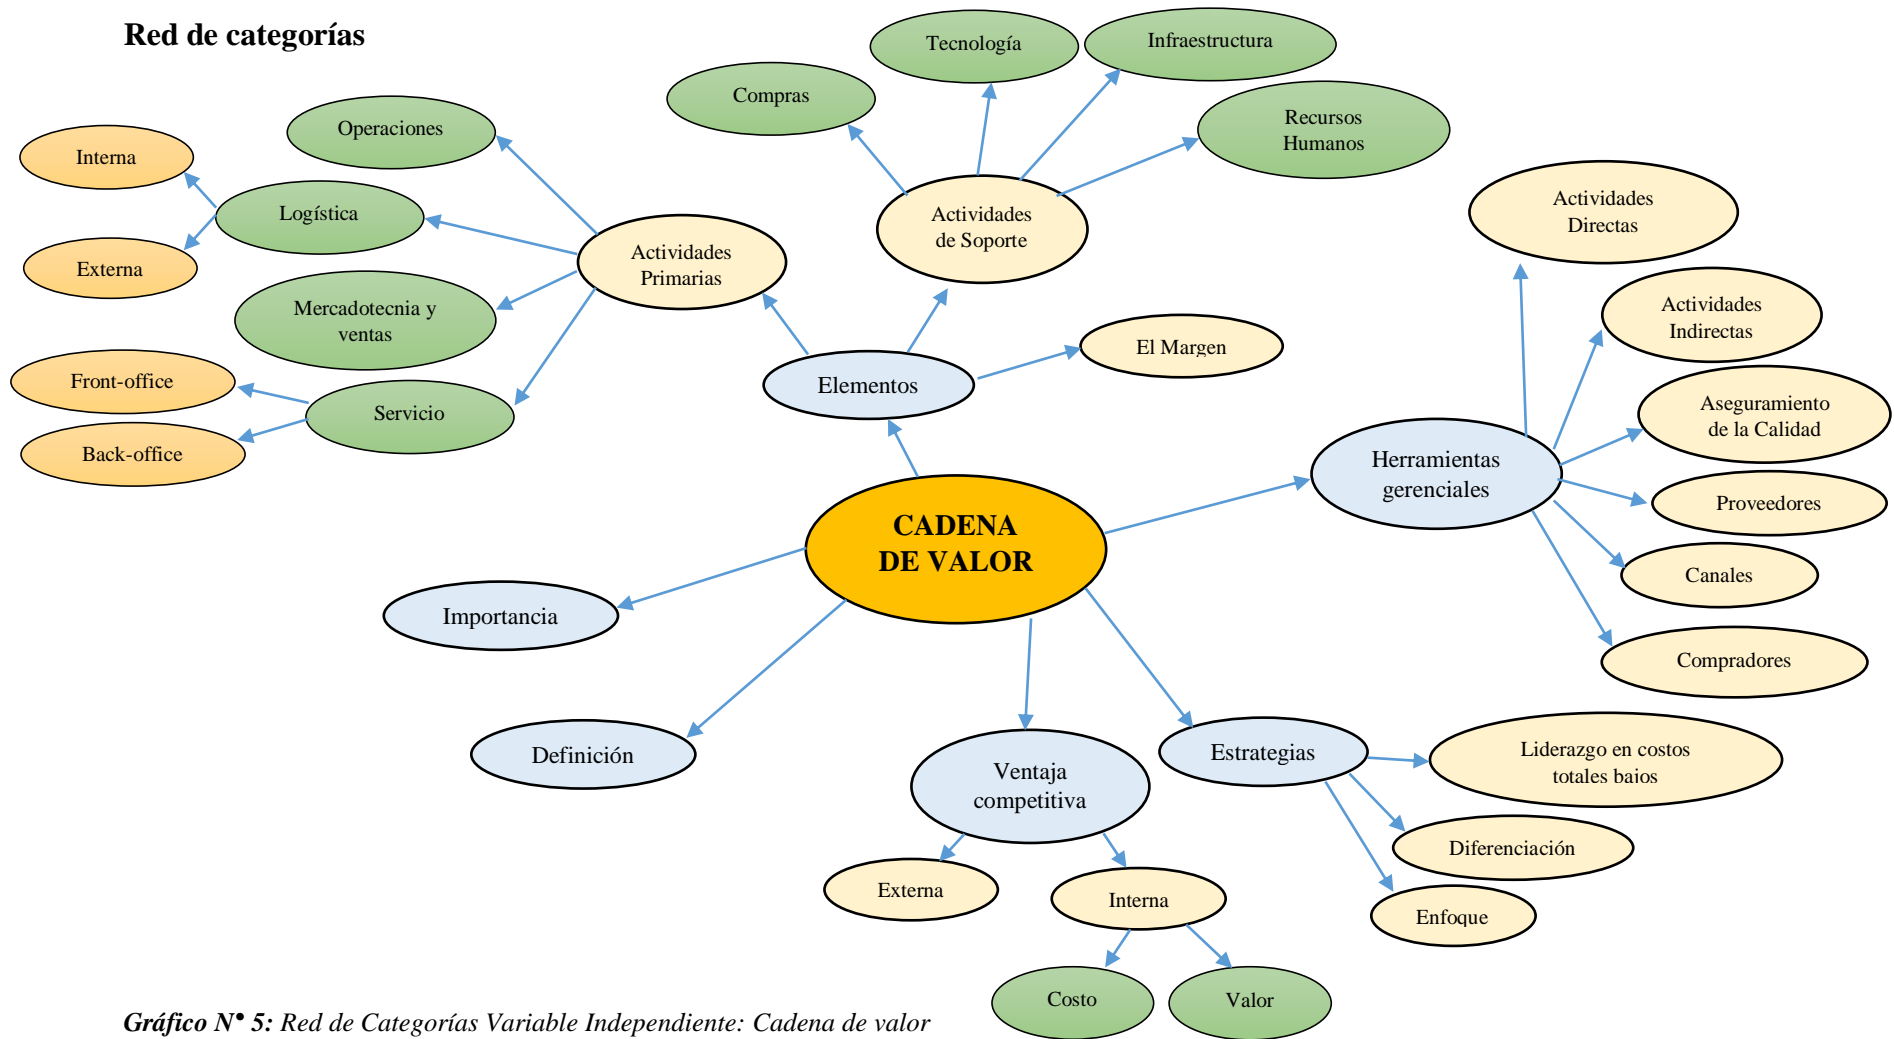 Red de categorías
Tecnología
Infraestructura
Compras
Recursos
Humanos
Operaciones
Interna
Logística
Externa
Actividades
Primarias
Actividades
de Soporte
Actividades
Directas
Mercadotecnia y
ventas
Actividades
Indirectas
El Margen
Front-office
Back-office
Servicio
Elementos
Aseguramiento
de la Calidad
Herramientas
gerenciales
Proveedores
CADENA
DE VALOR
Canales
Importancia
Compradores
Definición
Ventaja
competitiva
Estrategias
Liderazgo en costos
totales baios
Diferenciación
Externa
Interna
Enfoque
Costo
Valor
Gráfico N° 5: Red de Categorías Variable Independiente: Cadena de valor